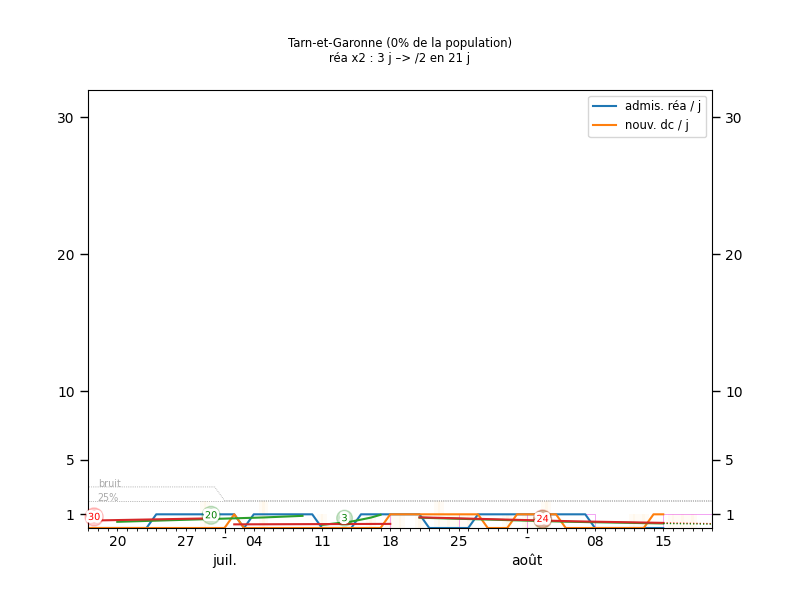 Tarn-et-Garonne (0% de la population)
réa x2 : 3 j –> /2 en 21 j
admis. réa / j
nouv. dc / j
30 30
20 20
10 10
5 5
bruit
25%
1 30 20 3 24 1
20 27 - 04 11 18 25 - 08 15
juil. août